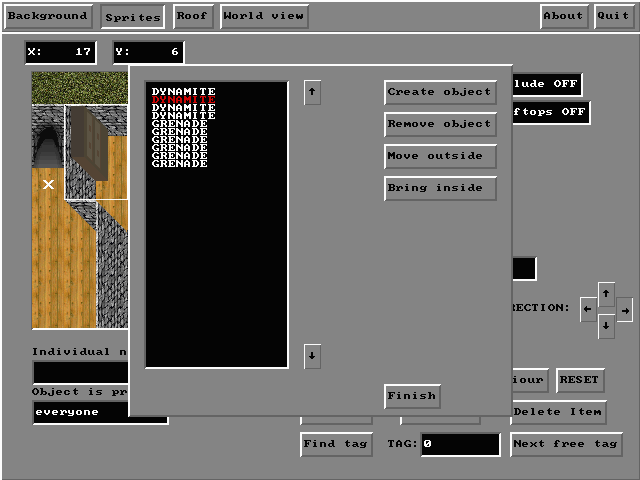 Background Sprites Roof World view About Quit
X: 17 Y: 6
DYNAMITE
DYNAMITE
DYNAMITE
DYNAMITE
GRENADE
GRENADE
GRENADE
GRENADE
GRENADE
GRENADE
Create object
Remove object
Move outside
Bring inside
Finish
lude OFF
ftops OFF
RECTION:
Individual n
iour RESET
Object is pr
everyone
Delete Item
Find tag TAG: 0 Next free tag